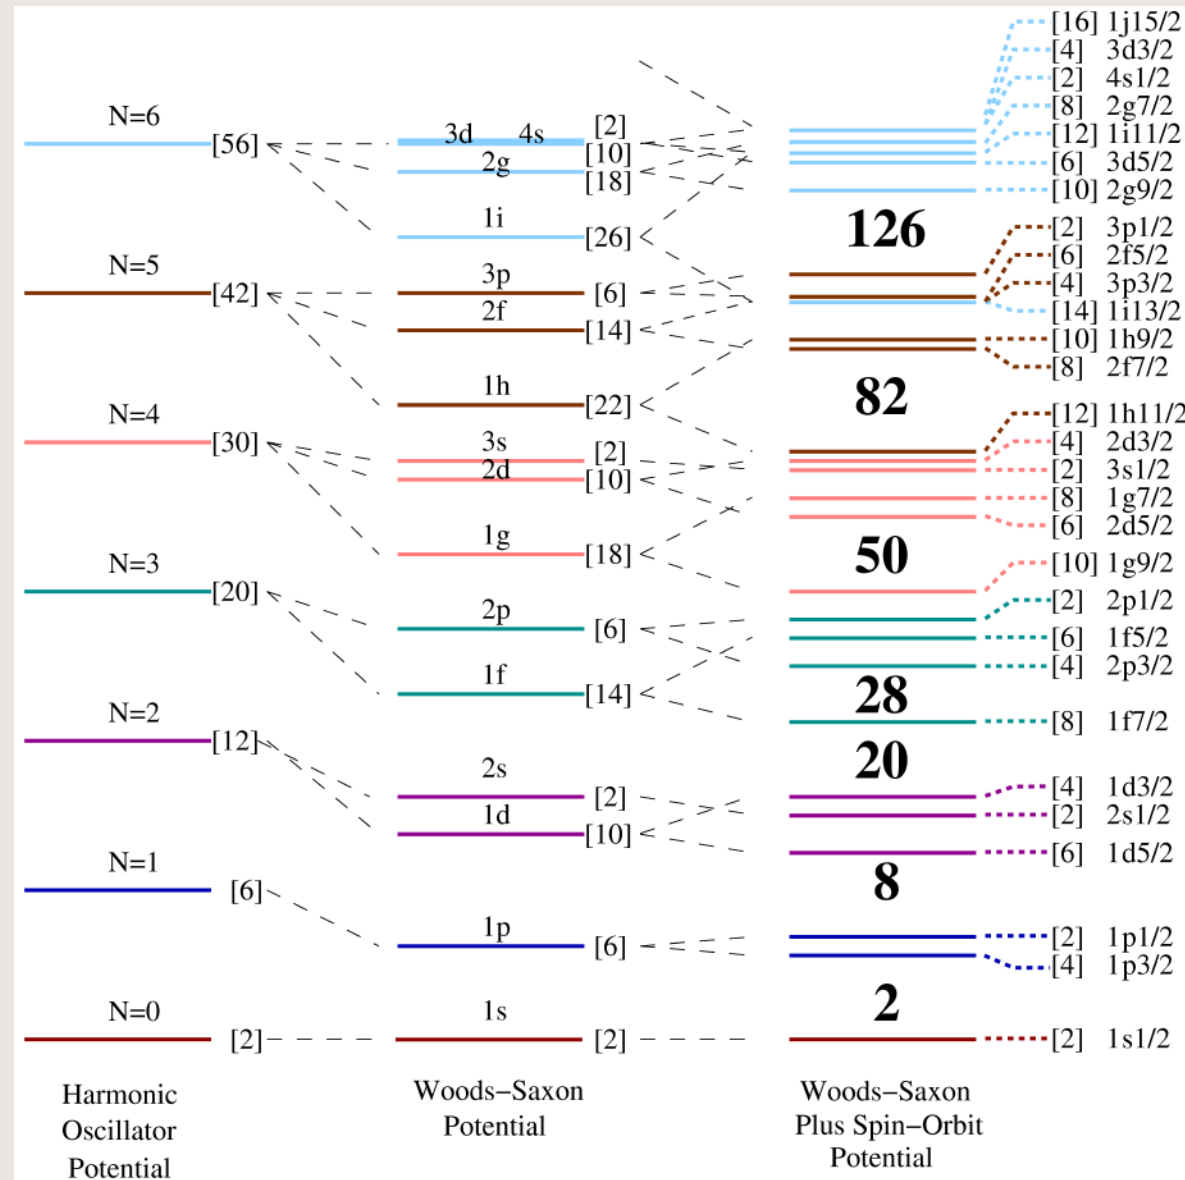 [16] 1j15/2
[4] 3d3/2
[2] 4s1/2
[8] 2g7/2
[12] 1i11/2
[6] 3d5/2
[10] 2g9/2
N=6
[56]
3d 4s
[2]
[10]
2g
[18]
1i
[26]
126
[2] 3p1/2
[6] 2f5/2
[4] 3p3/2
[14] 1i13/2
[10] 1h9/2
[8] 2f7/2
N=5
[42]
3p
[6]
2f
[14]
1h
[22]
82
[12] 1h11/2
[4] 2d3/2
[2] 3s1/2
[8] 1g7/2
[6] 2d5/2
N=4
[30]
3s
[2]
2d
[10]
1g
[18]
50
[10] 1g9/2
[2] 2p1/2
[6] 1f5/2
[4] 2p3/2
N=3
[20]
2p
[6]
1f
[14]
28
[8] 1f7/2
20
N=2
[12]
2s
[2]
1d
[10]
[4] 1d3/2
[2] 2s1/2
[6] 1d5/2
8
N=1
[6]
1p
[6]
[2] 1p1/2
[4] 1p3/2
2
N=0
[2]
1s
[2]
[2] 1s1/2
Harmonic
Oscillator
Potential
Woods−Saxon
Potential
Woods−Saxon
Plus Spin−Orbit
Potential